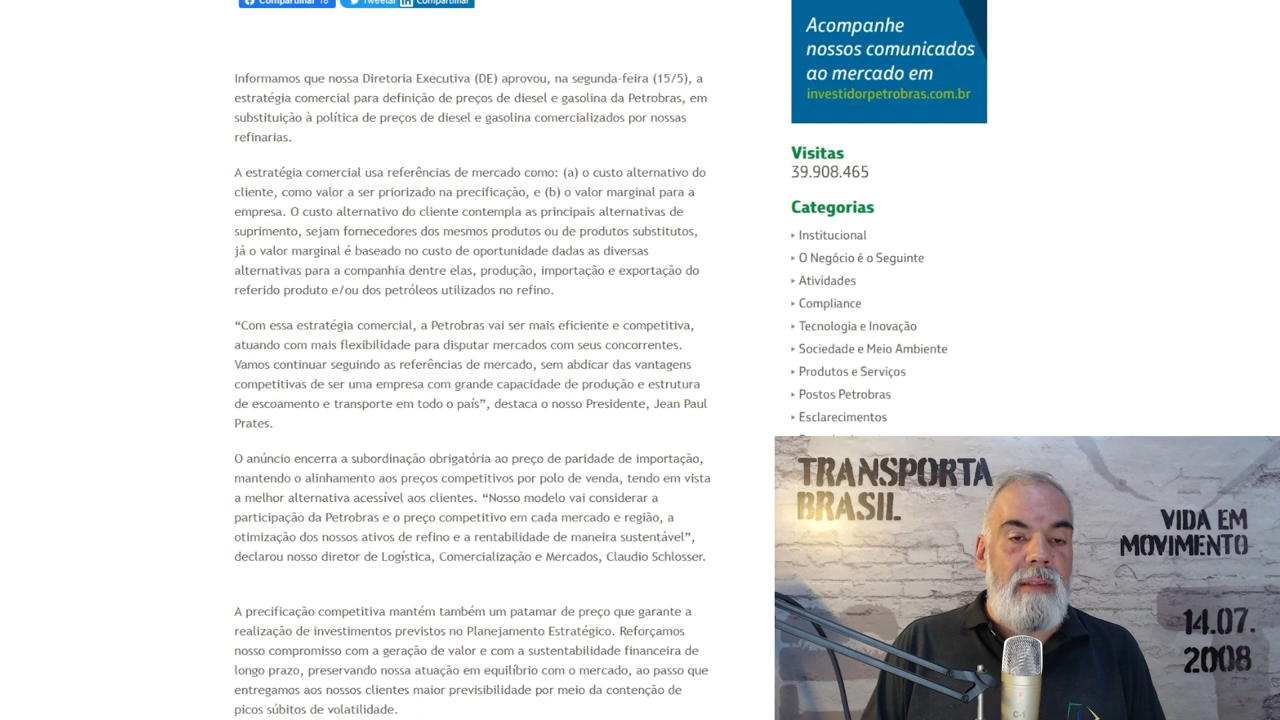 Compartilhar 18
Tweetar
Compartilhar
Informamos que nossa Diretoria Executiva (DE) aprovou, na segunda-feira (15/5), a
estratégia comercial para definição de preços de diesel e gasolina da Petrobras, em
substituição à política de preços de diesel e gasolina comercializados por nossas
refinarias.
A estratégia comercial usa referências de mercado como: (a) o custo alternativo do
cliente, como valor a ser priorizado na precificação, e (b) o valor marginal para a
empresa. O custo alternativo do cliente contempla as principais alternativas de
suprimento, sejam fornecedores dos mesmos produtos ou de produtos substitutos,
já o valor marginal é baseado no custo de oportunidade dadas as diversas
alternativas para a companhia dentre elas, produção, importação e exportação do
referido produto e/ou dos petróleos utilizados no refino.
“Com essa estratégia comercial, a Petrobras vai ser mais eficiente e competitiva,
atuando com mais flexibilidade para disputar mercados com seus concorrentes.
Vamos continuar seguindo as referências de mercado, sem abdicar das vantagens
competitivas de ser uma empresa com grande capacidade de produção e estrutura
de escoamento e transporte em todo o país”, destaca o nosso Presidente, Jean Paul
Prates.
O anúncio encerra a subordinação obrigatória ao preço de paridade de importação,
mantendo o alinhamento aos preços competitivos por polo de venda, tendo em vista
a melhor alternativa acessível aos clientes. “Nosso modelo vai considerar a
participação da Petrobras e o preço competitivo em cada mercado e região, a
otimização dos nossos ativos de refino e a rentabilidade de maneira sustentável”,
declarou nosso diretor de Logística, Comercialização e Mercados, Claudio Schlosser.
A precificação competitiva mantém também um patamar de preço que garante a
realização de investimentos previstos no Planejamento Estratégico. Reforçamos
nosso compromisso com a geração de valor e com a sustentabilidade financeira de
longo prazo, preservando nossa atuação em equilíbrio com o mercado, ao passo que
entregamos aos nossos clientes maior previsibilidade por meio da contenção de
picos súbitos de volatilidade.
Acompanhe
nossos comunicados
ao mercado em
investidorpetrobras.com.br
Visitas
39.908.465
Categorias
Institucional
O Negócio é o Seguinte
Atividades
Compliance
Tecnologia e Inovação
Sociedade e Meio Ambiente
Produtos e Serviços
Postos Petrobras
Esclarecimentos
TRANSPORTA
BRASIL
VIDA EM
MOVIMENTO
14.07.
2008
C-1